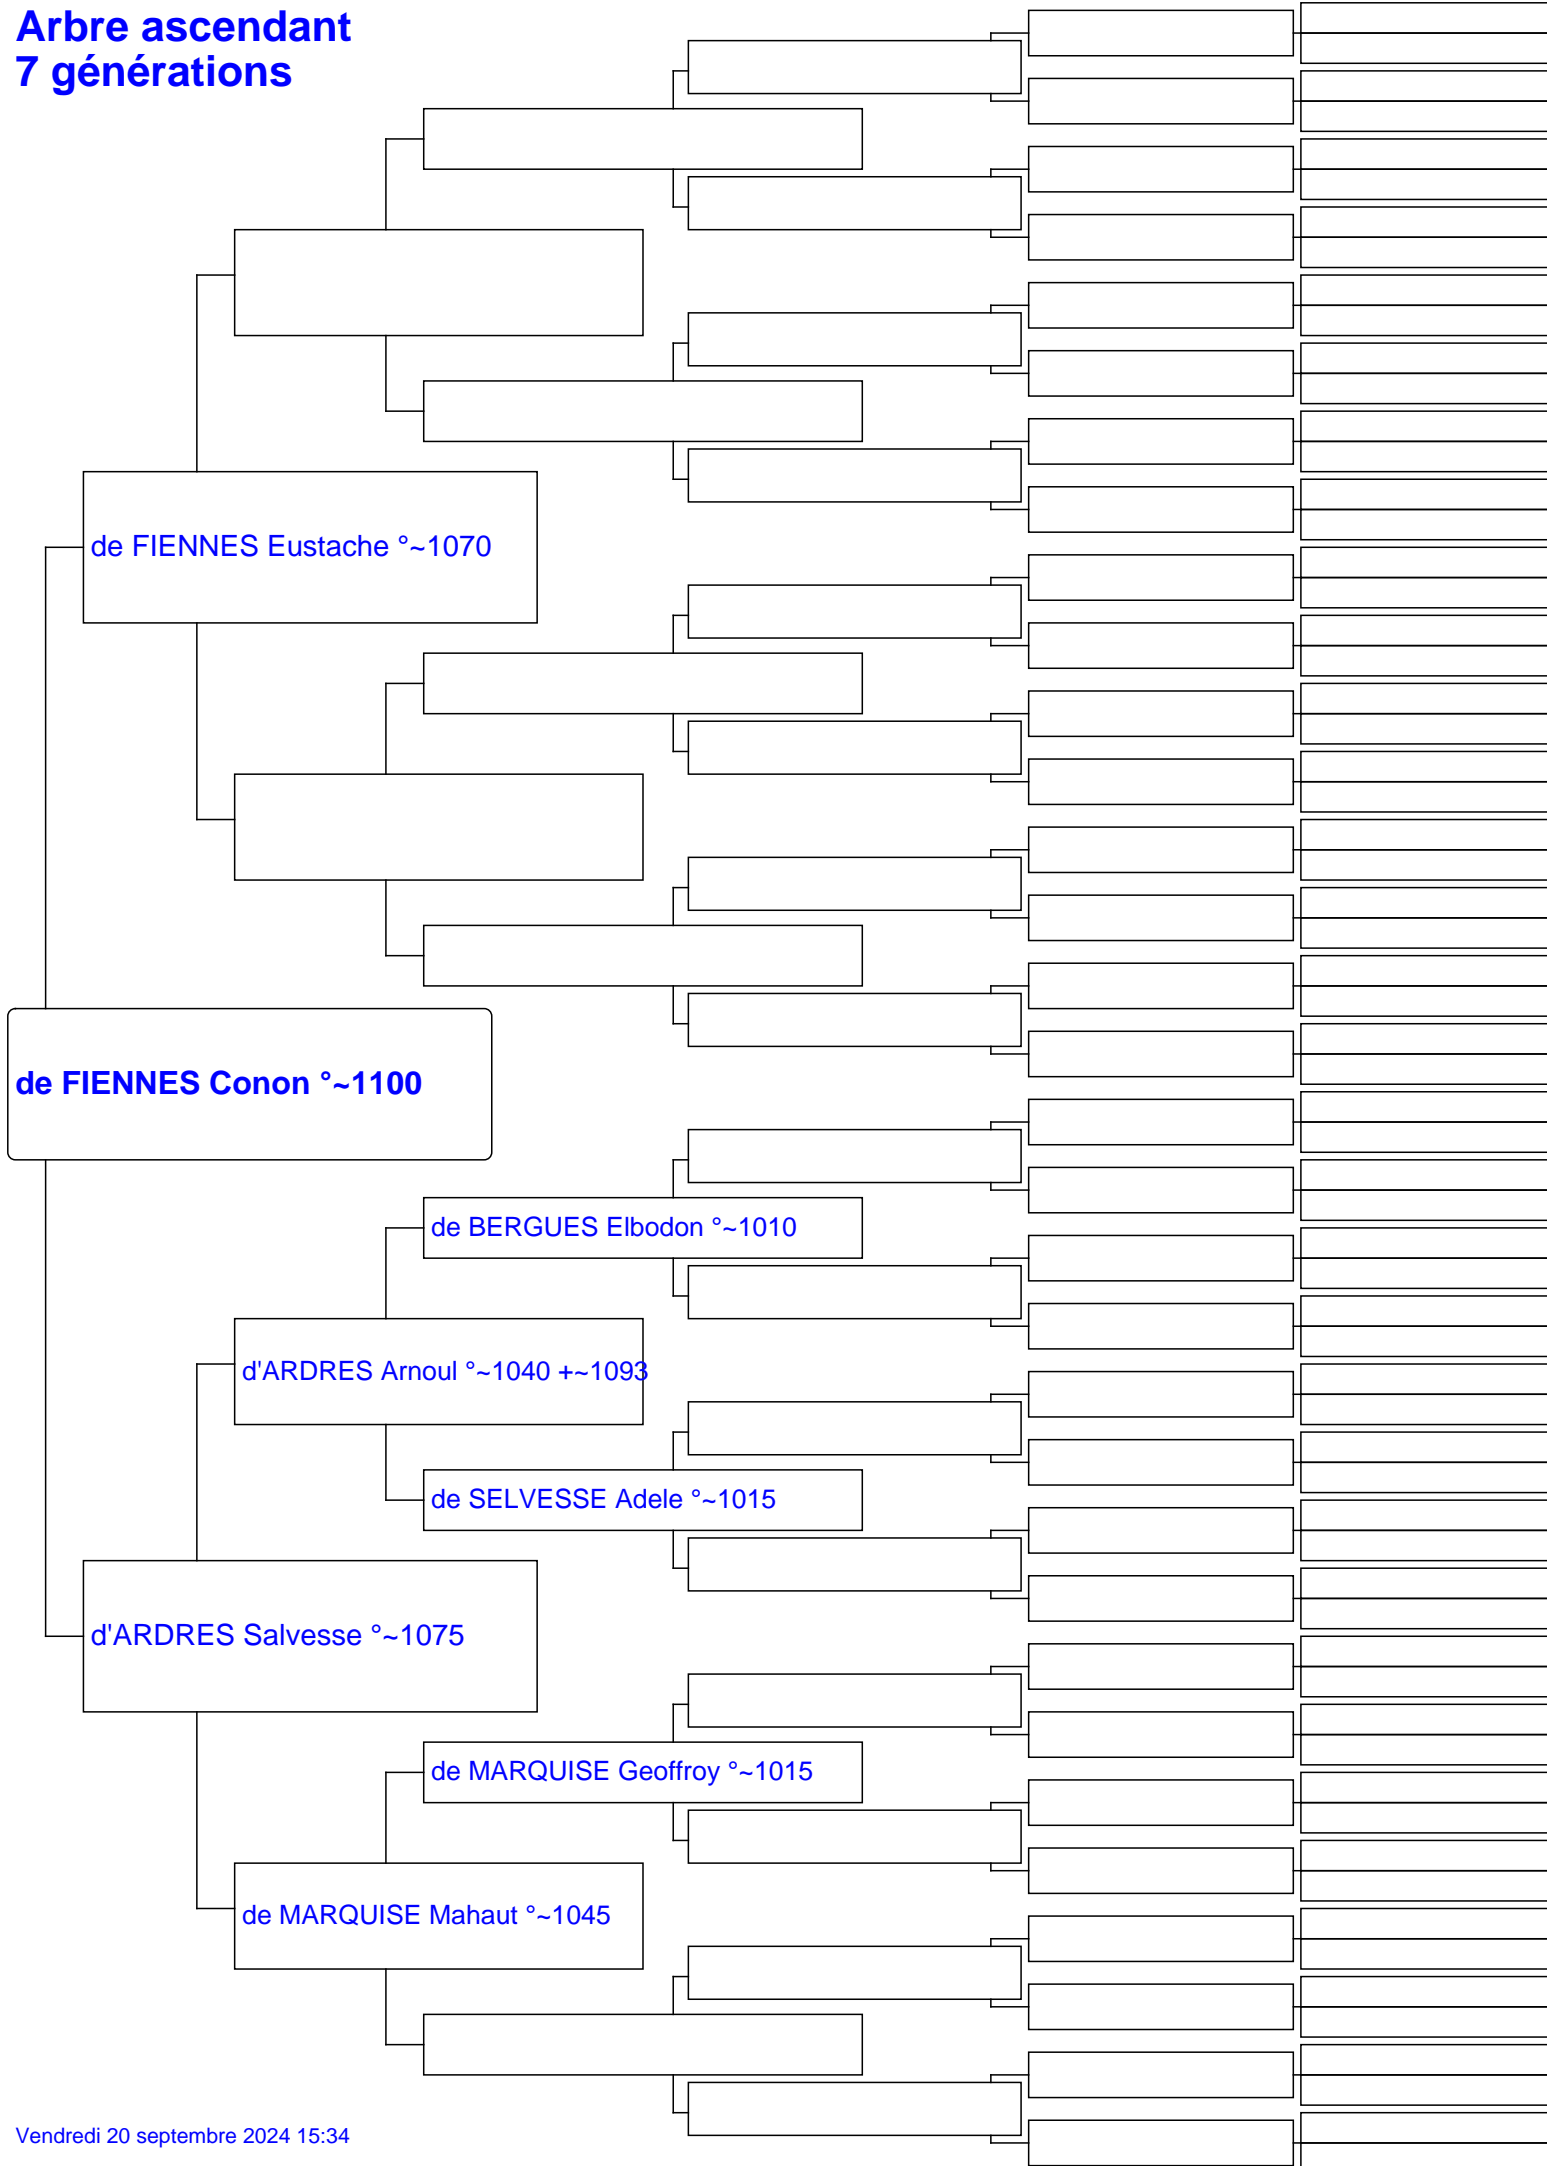 Arbre ascendant
7 générations
de FIENNES Eustache °~1070
de FIENNES Conon °~1100
de BERGUES Elbodon °~1010
d'ARDRES Arnoul °~1040 +~1093
de SELVESSE Adele °~1015
d'ARDRES Salvesse °~1075
de MARQUISE Geoffroy °~1015
de MARQUISE Mahaut °~1045
Vendredi 20 septembre 2024 15:34